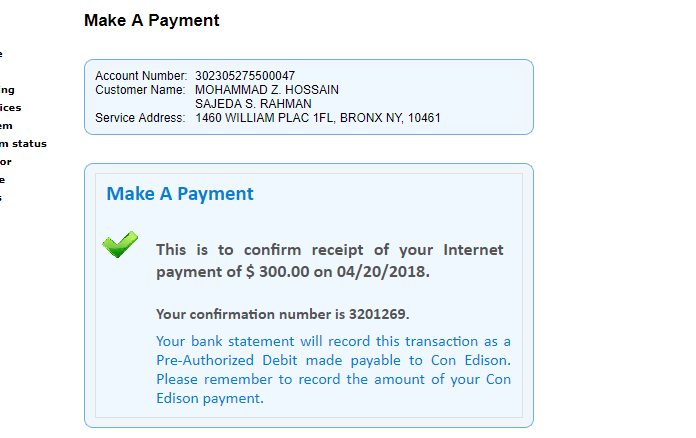 Make A Payment
e
Account Number: 302305275500047
ing
Customer Name: MOHAMMAD Z. HOSSAIN
ices
SAJEDA S. RAHMAN
em
Service Address: 1460 WILLIAM PLAC 1FL, BRONX NY, 10461
m status
or
e
s
Make A Payment
This is to confirm receipt of your Internet
payment of $ 300.00 on 04/20/2018.
Your confirmation number is 3201269.
Your bank statement will record this transaction as a
Pre-Authorized Debit made payable to Con Edison.
Please remember to record the amount of your Con
Edison payment.